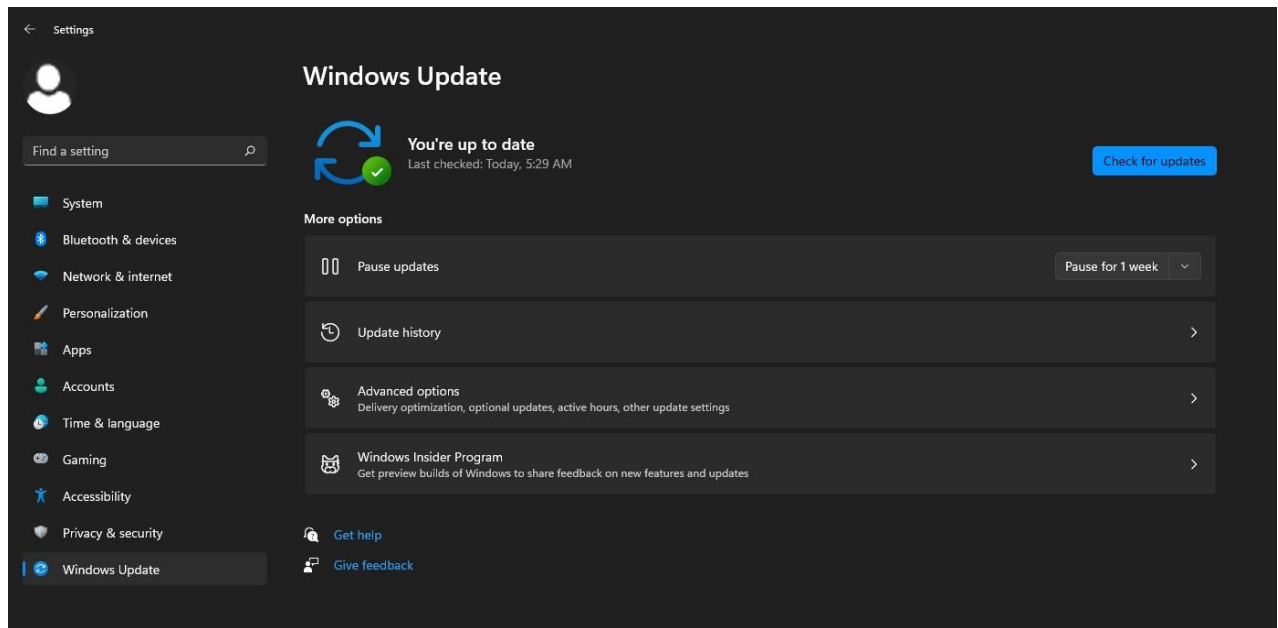 Settings
Find a setting
System
Bluetooth & devices
Network & internet
Personalization
Apps
Accounts
Time & language
Gaming
Accessibility
Privacy & security
Windows Update
Windows Update
You're up to date
Last checked: Today, 5:29 AM
Check for updates
More options
Pause updates
Pause for 1 week
Update history
Advanced options
Delivery optimization, optional updates, active hours, other update settings
Windows Insider Program
Get preview builds of Windows to share feedback on new features and updates
Get help
Give feedback